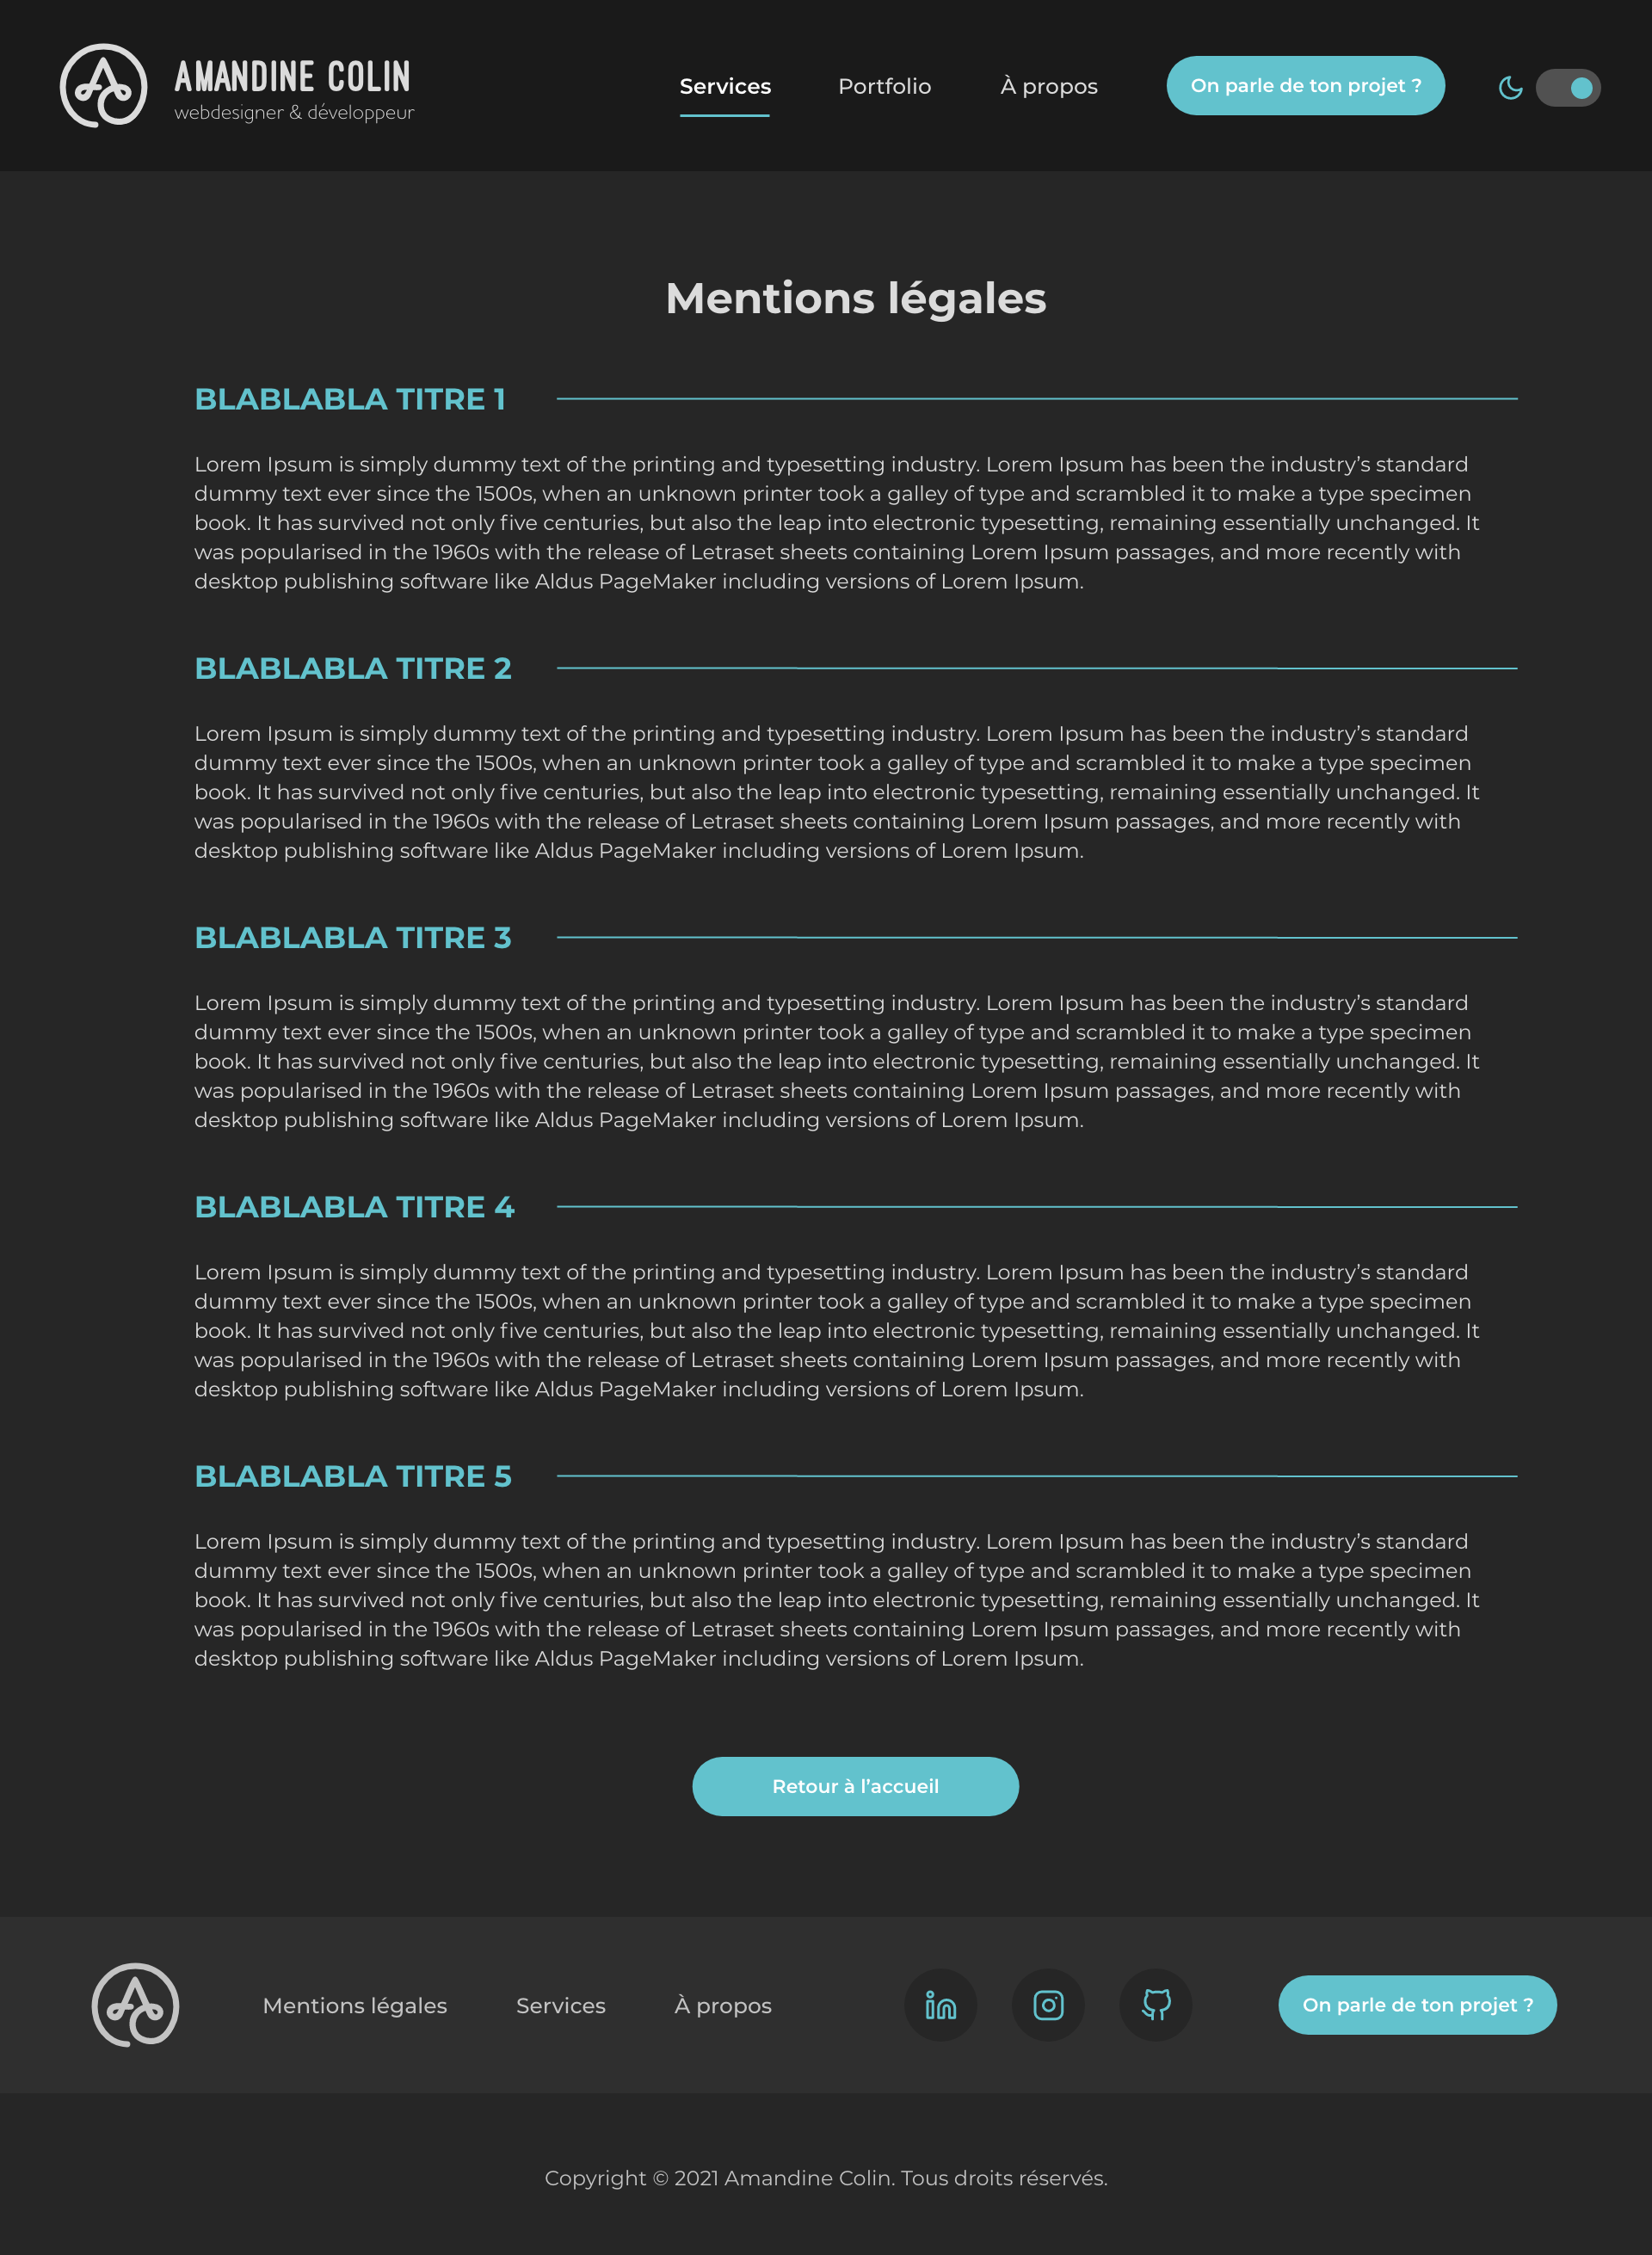 AMANDINE COLIN
webdesigner & développeur
Services
Portfolio
À propos
On parle de ton projet ?
Mentions légales
BLABLABLA TITRE 1
Lorem Ipsum is simply dummy text of the printing and typesetting industry. Lorem Ipsum has been the industry’s standard
dummy text ever since the 1500s, when an unknown printer took a galley of type and scrambled it to make a type specimen
book. It has survived not only five centuries, but also the leap into electronic typesetting, remaining essentially unchanged. It
was popularised in the 1960s with the release of Letraset sheets containing Lorem Ipsum passages, and more recently with
desktop publishing software like Aldus PageMaker including versions of Lorem Ipsum.
BLABLABLA TITRE 2
Lorem Ipsum is simply dummy text of the printing and typesetting industry. Lorem Ipsum has been the industry’s standard
dummy text ever since the 1500s, when an unknown printer took a galley of type and scrambled it to make a type specimen
book. It has survived not only five centuries, but also the leap into electronic typesetting, remaining essentially unchanged. It
was popularised in the 1960s with the release of Letraset sheets containing Lorem Ipsum passages, and more recently with
desktop publishing software like Aldus PageMaker including versions of Lorem Ipsum.
BLABLABLA TITRE 3
Lorem Ipsum is simply dummy text of the printing and typesetting industry. Lorem Ipsum has been the industry’s standard
dummy text ever since the 1500s, when an unknown printer took a galley of type and scrambled it to make a type specimen
book. It has survived not only five centuries, but also the leap into electronic typesetting, remaining essentially unchanged. It
was popularised in the 1960s with the release of Letraset sheets containing Lorem Ipsum passages, and more recently with
desktop publishing software like Aldus PageMaker including versions of Lorem Ipsum.
BLABLABLA TITRE 4
Lorem Ipsum is simply dummy text of the printing and typesetting industry. Lorem Ipsum has been the industry’s standard
dummy text ever since the 1500s, when an unknown printer took a galley of type and scrambled it to make a type specimen
book. It has survived not only five centuries, but also the leap into electronic typesetting, remaining essentially unchanged. It
was popularised in the 1960s with the release of Letraset sheets containing Lorem Ipsum passages, and more recently with
desktop publishing software like Aldus PageMaker including versions of Lorem Ipsum.
BLABLABLA TITRE 5
Lorem Ipsum is simply dummy text of the printing and typesetting industry. Lorem Ipsum has been the industry’s standard
dummy text ever since the 1500s, when an unknown printer took a galley of type and scrambled it to make a type specimen
book. It has survived not only five centuries, but also the leap into electronic typesetting, remaining essentially unchanged. It
was popularised in the 1960s with the release of Letraset sheets containing Lorem Ipsum passages, and more recently with
desktop publishing software like Aldus PageMaker including versions of Lorem Ipsum.
Retour à l’accueil
Mentions légales
Services
À propos
On parle de ton projet ?
Copyright © 2021 Amandine Colin. Tous droits réservés.